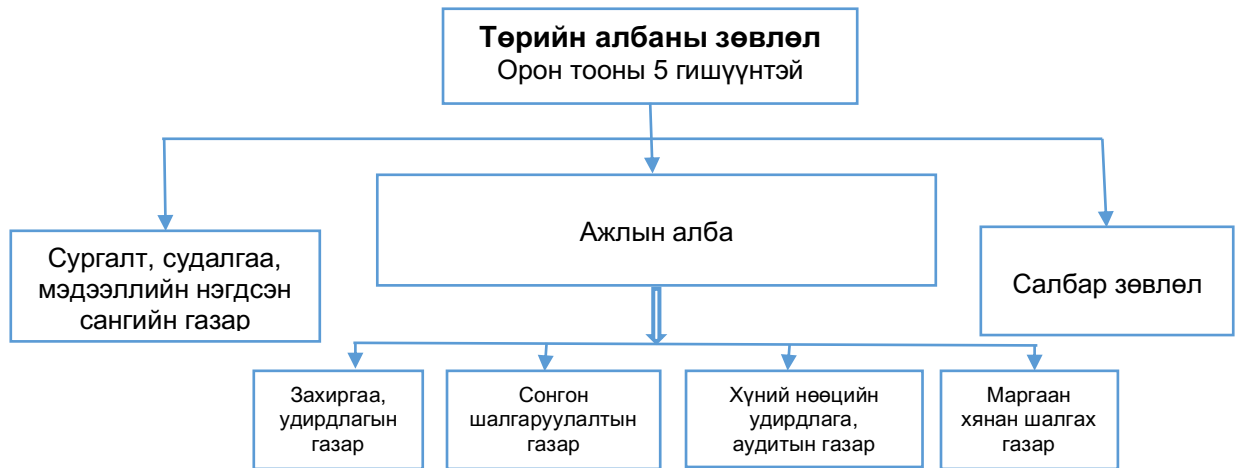 Төрийн албаны зөвлөл
Орон тооны 5 гишүүнтэй
Сургалт, судалгаа,
мэдээллийн нэгдсэн
сангийн газар
Ажлын алба
Салбар зөвлөл
Захиргаа,
удирдлагын
газар
Сонгон
шалгаруулалтын
газар
Хүний нөөцийн
удирдлага,
аудитын газар
Маргаан
хянан шалгах
газар